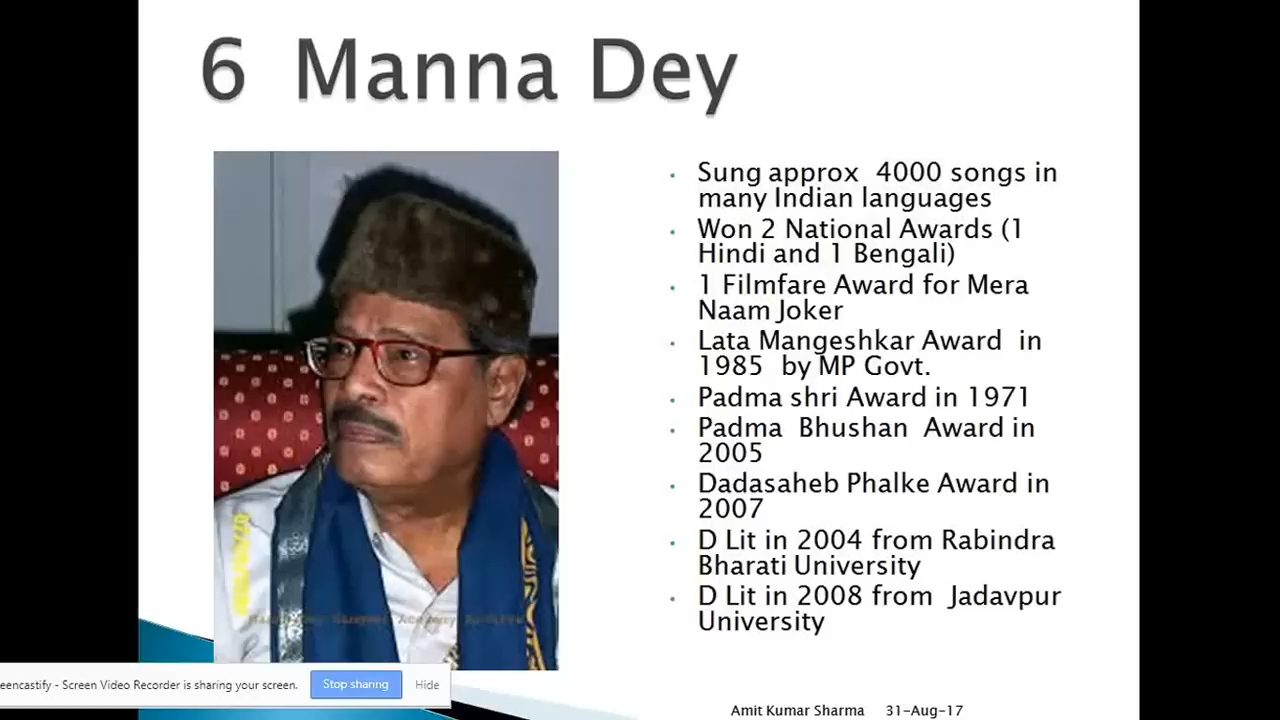 6 Manna Dey
Sung approx 4000 songs in
many Indian languages
Won 2 National Awards (1
Hindi and 1 Bengali)
1 Filmfare Award for Mera
Naam Joker
Lata Mangeshkar Award in
1985 by MP Govt.
Padma shri Award in 1971
Padma Bhushan Award in
2005
Dadasaheb Phalke Award in
2007
D Lit in 2004 from Rabindra
Bharati University
D Lit in 2008 from Jadavpur
University
eencastify - Screen Video Recorder is sharing your screen. Stop sharing Hide
Amit Kumar Sharma 31-Aug-17